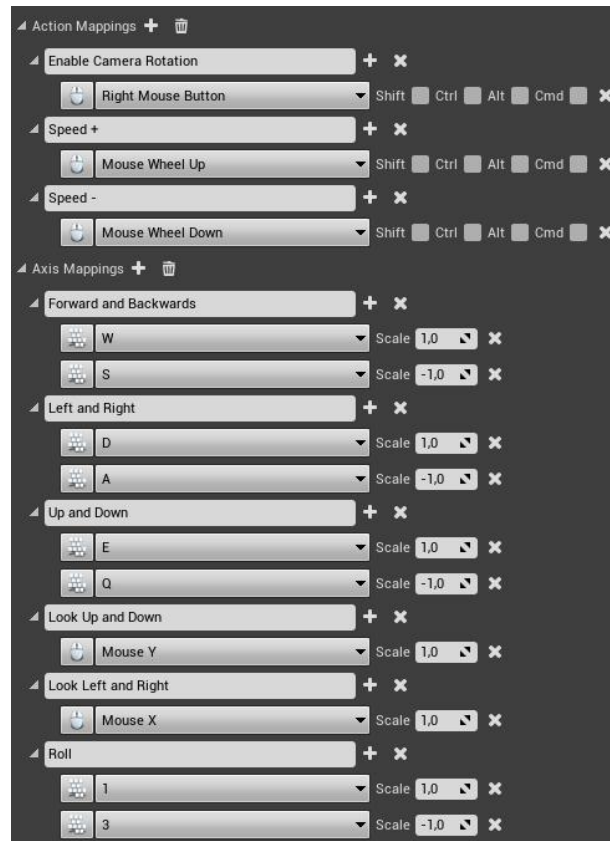 Action Mappings
Enable Camera Rotation
Right Mouse Button Shift Ctrl Alt Cmd
Speed +
Mouse Wheel Up Shift Ctrl Alt Cmd
Speed -
Mouse Wheel Down Shift Ctrl Alt Cmd
Axis Mappings
Forward and Backwards
W Scale 1,0
S Scale -1,0
Left and Right
D Scale 1,0
A Scale -1,0
Up and Down
E Scale 1,0
Q Scale -1,0
Look Up and Down
Mouse Y Scale 1,0
Look Left and Right
Mouse X Scale 1,0
Roll
1 Scale 1,0
3 Scale -1,0